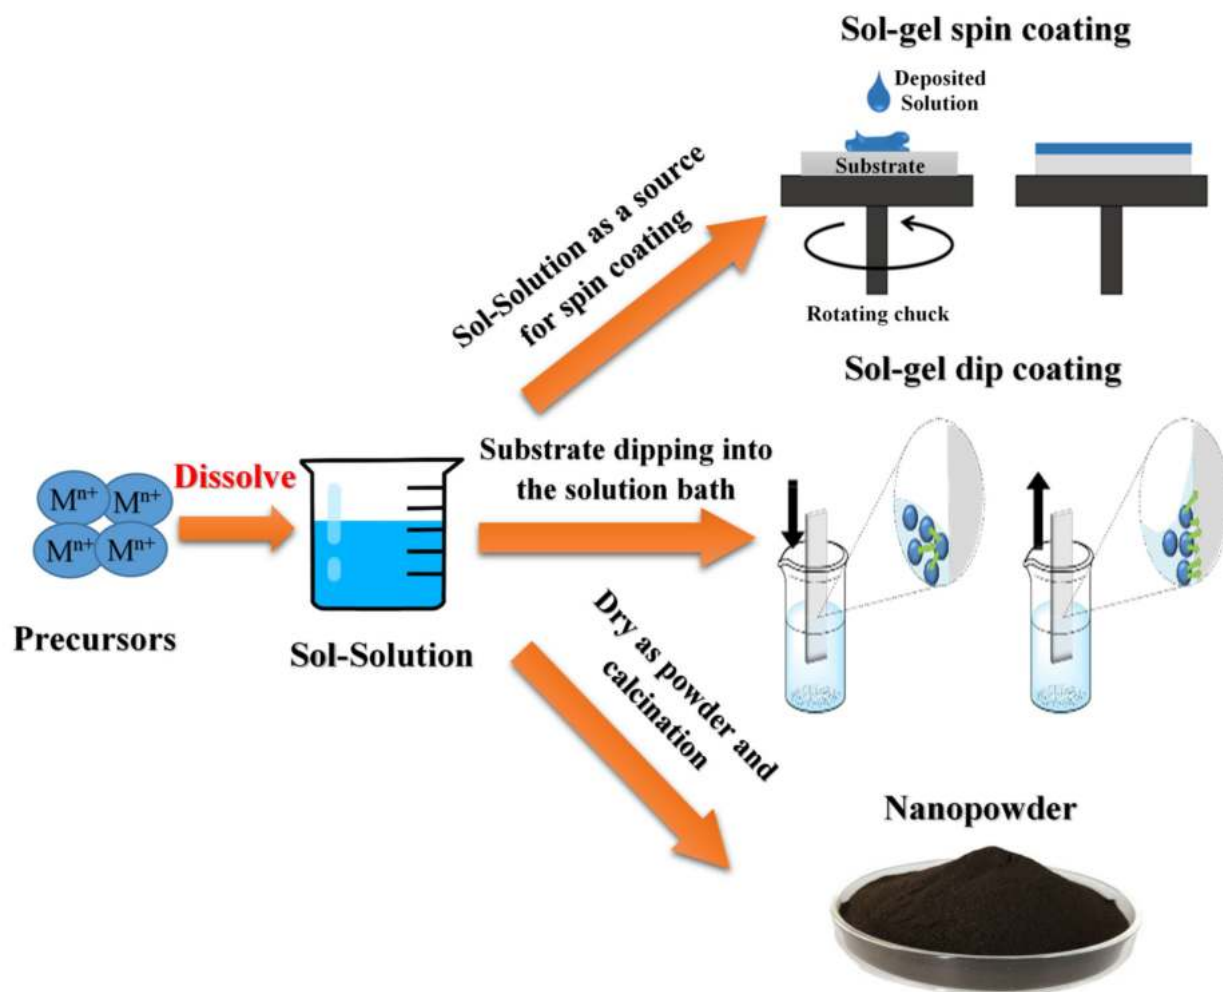 Sol-gel spin coating
Deposited
Solution
Substrate
Rotating chuck
Sol-Solution as a source
for spin coating
Sol-gel dip coating
Substrate dipping into
the solution bath
Dissolve
Mⁿ⁺ Mⁿ⁺
Mⁿ⁺ Mⁿ⁺
Precursors
Sol-Solution
Dry as powder and
calcination
Nanopowder